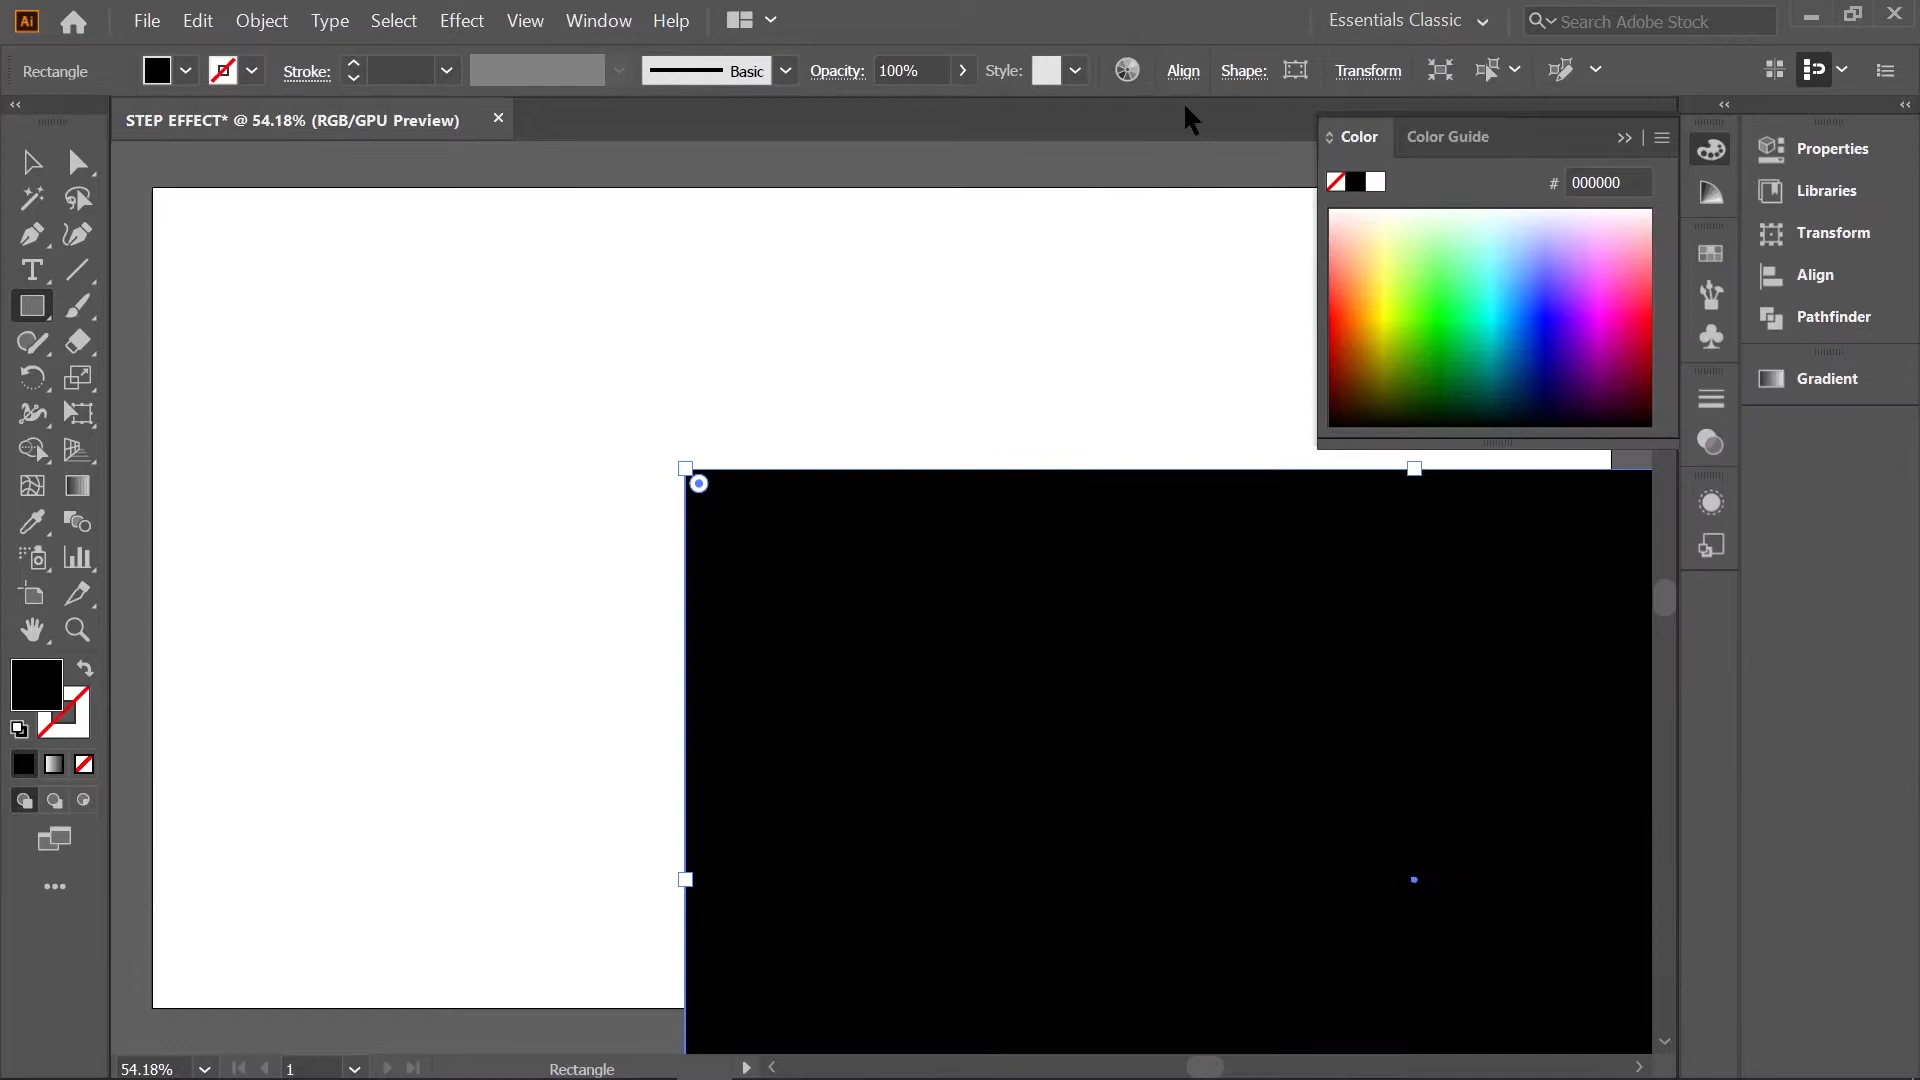 Ai File Edit Object Type Select Effect View Window Help Essentials Classic Search Adobe Stock
Rectangle Stroke: Basic Opacity: 100% Style: Align Shape: Transform
STEP EFFECT* @ 54.18% (RGB/GPU Preview)
Color Color Guide
# 000000
Properties
Libraries
Transform
Align
Pathfinder
Gradient
54.18% 1 Rectangle